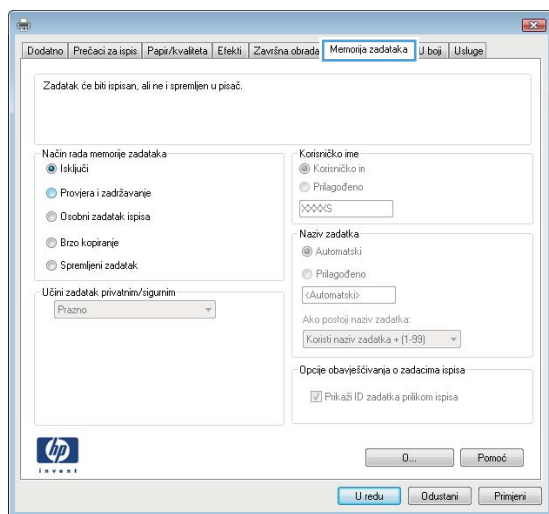 Dodatno Prečaci za ispis Papir/kvaliteta Efekti Završna obrada Memorija zadataka U boji Usluge
Zadatak će biti ispisan, ali ne i spremljen u pisač.
Način rada memorije zadataka
Isključi
Provjera i zadržavanje
Osobni zadatak ispisa
Brzo kopiranje
Spremljeni zadatak
Učini zadatak privatnim/sigurnim
Prazno
Korisničko ime
Korisničko in
Prilagođeno
XXXXS
Naziv zadatka
Automatski
Prilagođeno
<Automatski>
Ako postoji naziv zadatka:
Koristi naziv zadatka + (1-99)
Opcije obavješćivanja o zadacima ispisa
Prikaži ID zadatka prilikom ispisa
hp
invent
O... Pomoć
U redu Odustani Primjeni